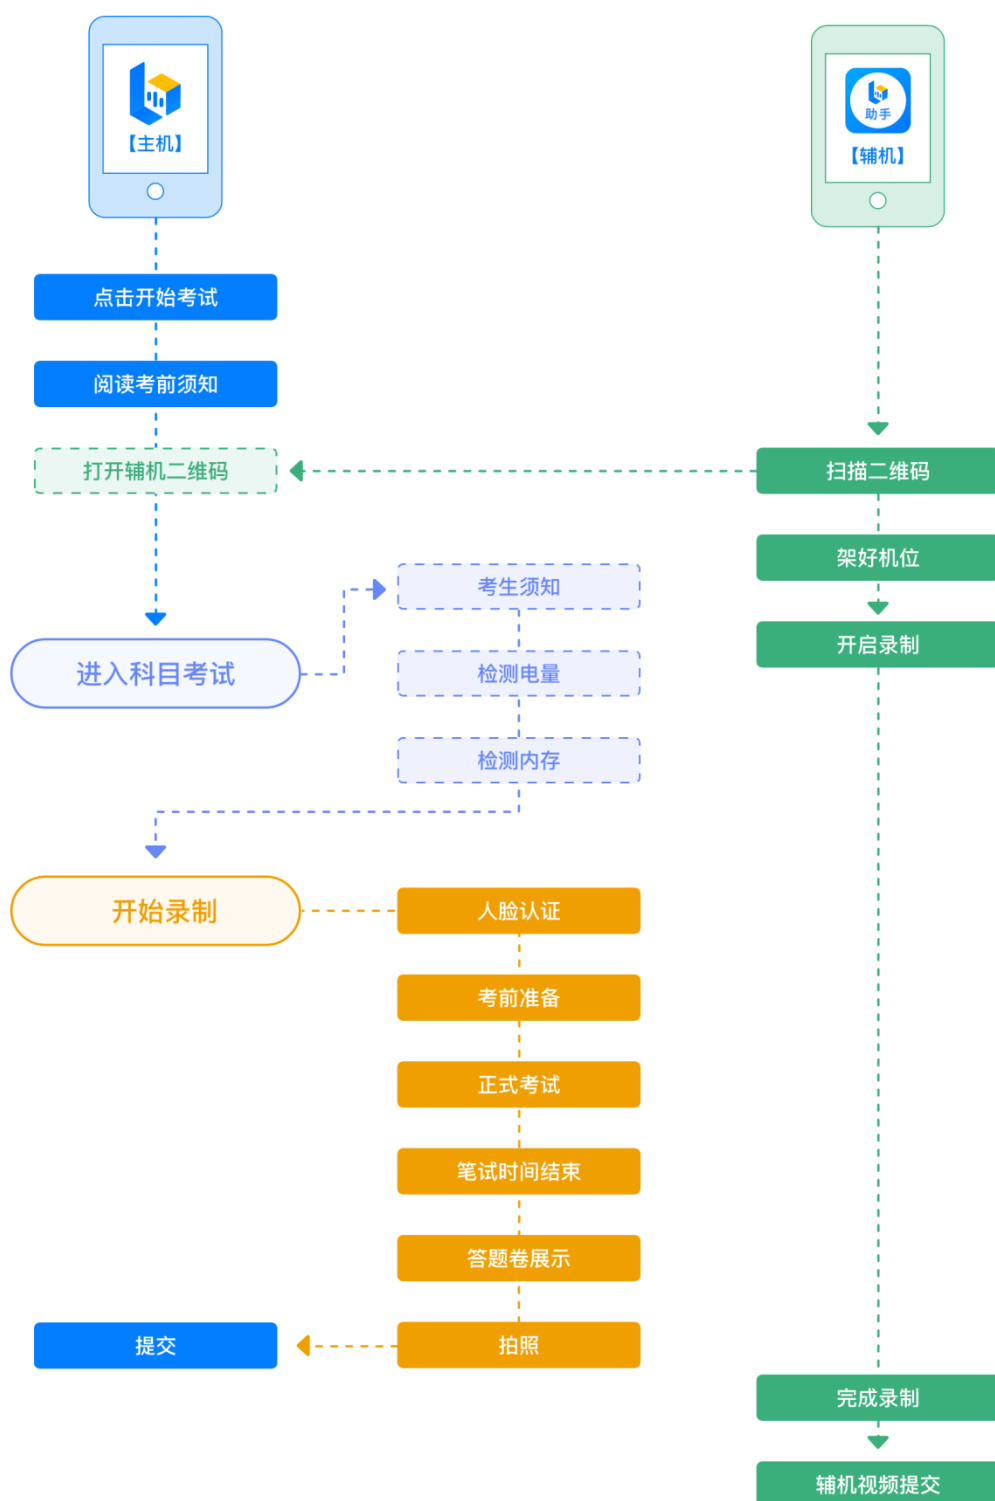 【主机】
助手
【辅机】
点击开始考试
阅读考前须知
打开辅机二维码
扫描二维码
架好机位
考生须知
开启录制
进入科目考试
检测电量
检测内存
开始录制
人脸认证
考前准备
正式考试
笔试时间结束
答题卷展示
提交
拍照
完成录制
辅机视频提交